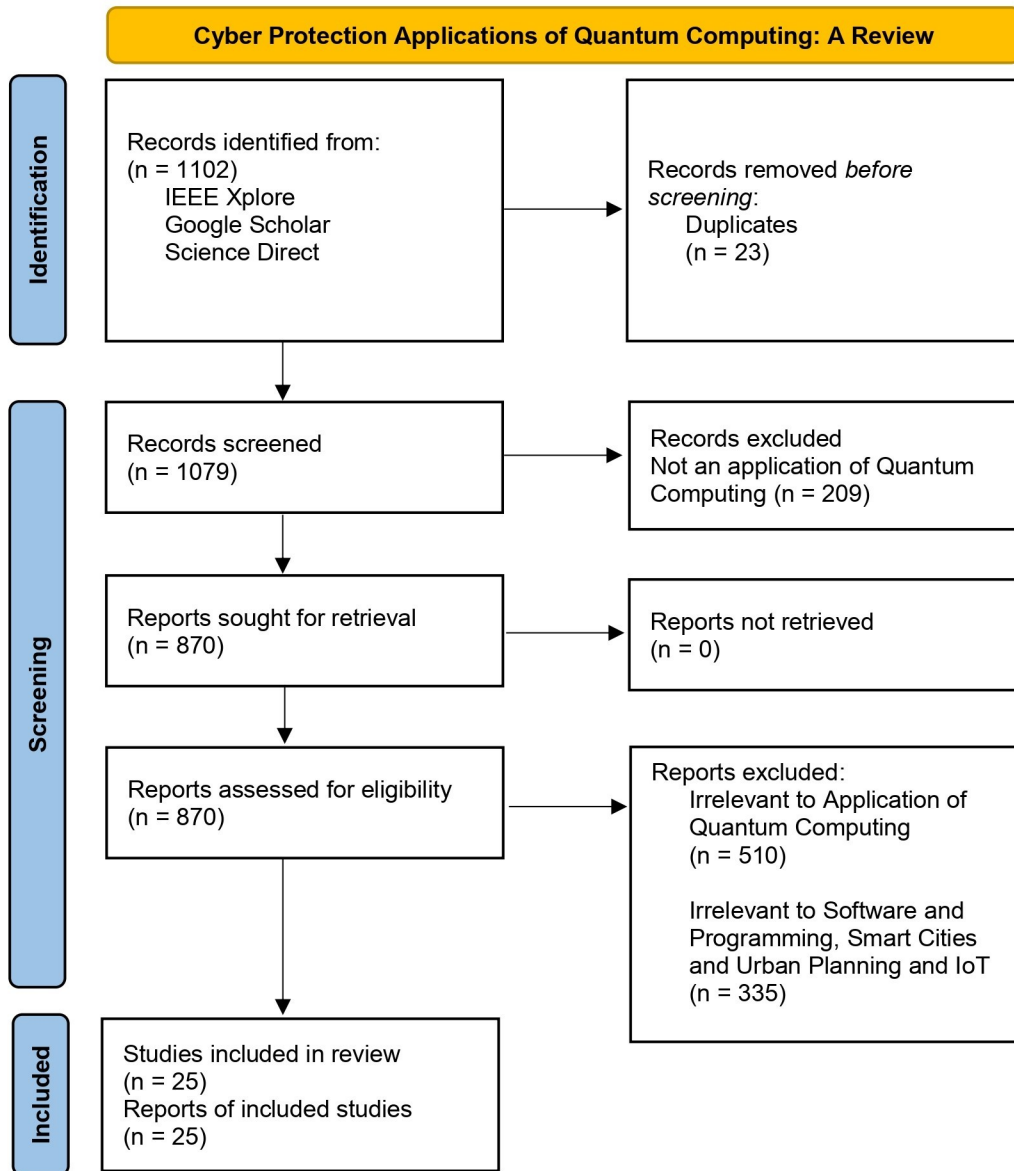 Cyber Protection Applications of Quantum Computing: A Review
Identification
Records identified from:
(n = 1102)
IEEE Xplore
Google Scholar
Science Direct
Records removed before
screening:
Duplicates
(n = 23)
Screening
Records screened
(n = 1079)
Records excluded
Not an application of Quantum
Computing (n = 209)
Reports sought for retrieval
(n = 870)
Reports not retrieved
(n = 0)
Reports assessed for eligibility
(n = 870)
Reports excluded:
Irrelevant to Application of
Quantum Computing
(n = 510)
Irrelevant to Software and
Programming, Smart Cities
and Urban Planning and IoT
(n = 335)
Included
Studies included in review
(n = 25)
Reports of included studies
(n = 25)